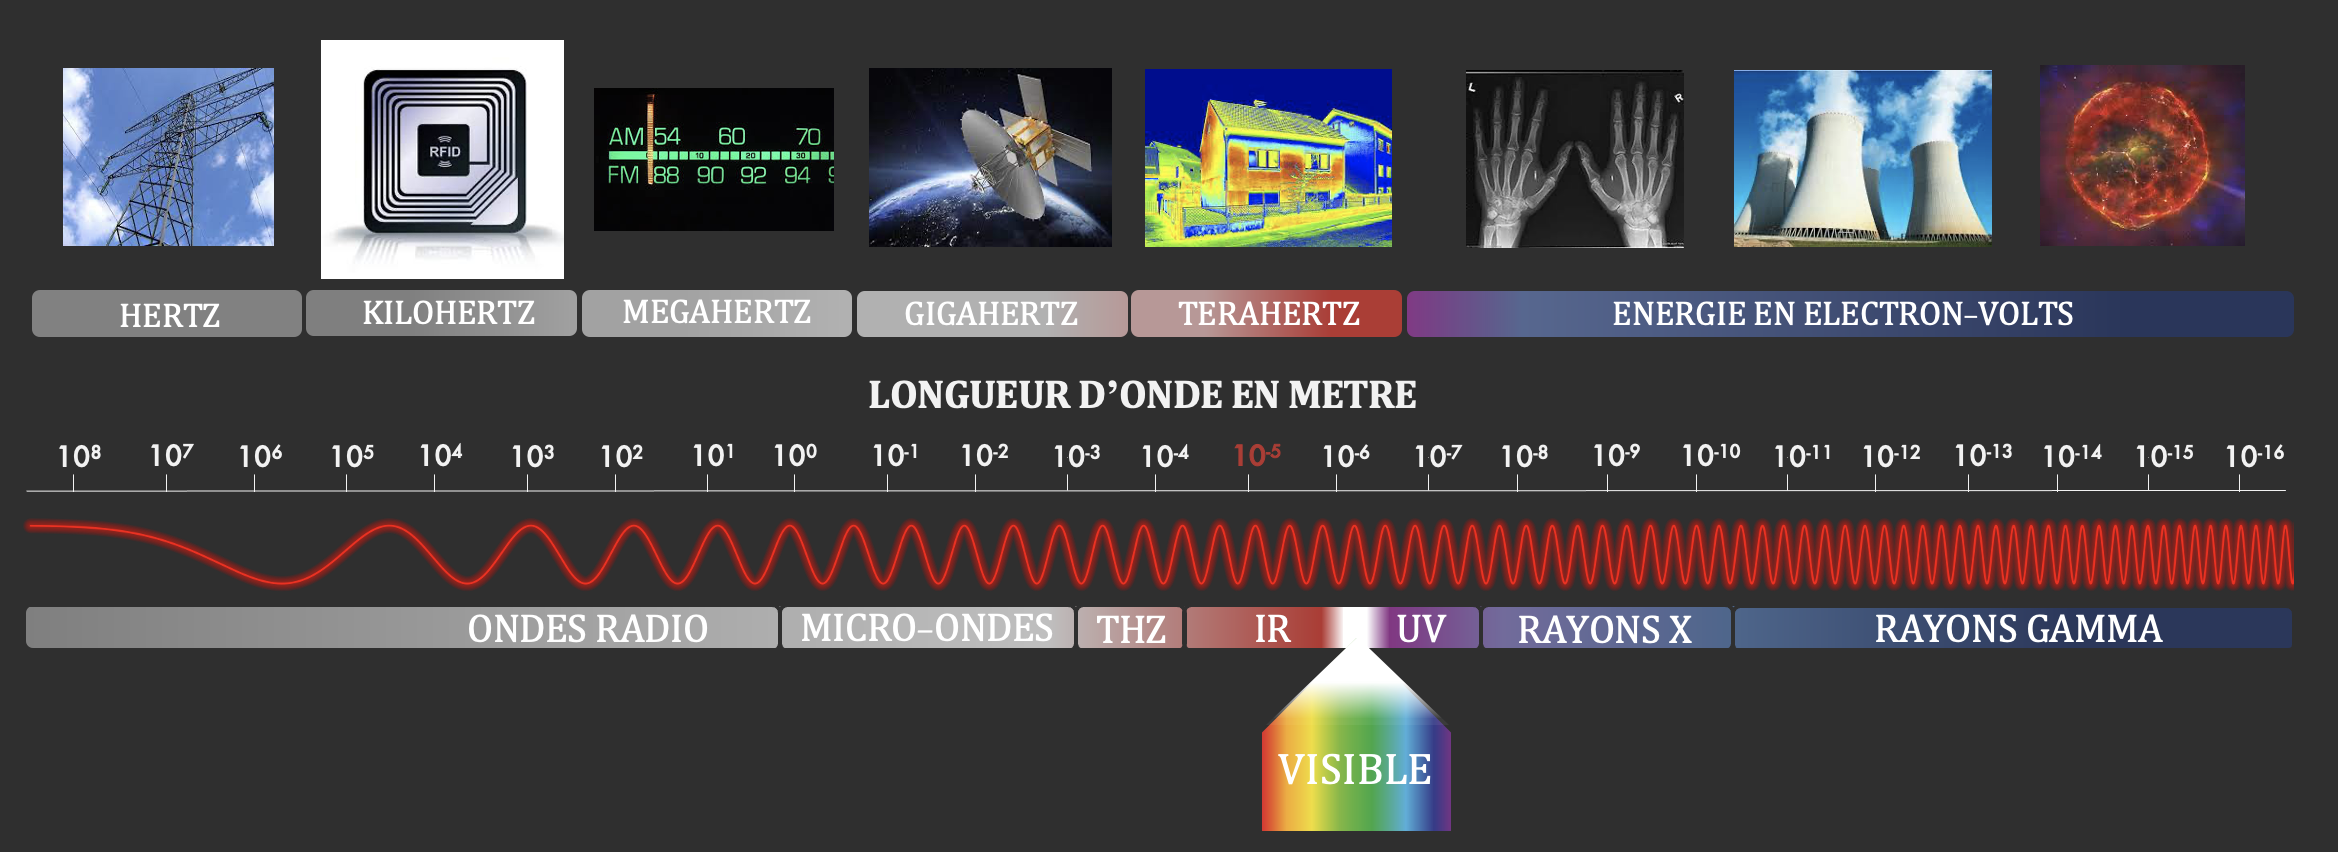 RFID
AM 54 60 70
10 20 30
FM 88 90 92 94
L
R
HERTZ
KILOHERTZ
MEGAHERTZ
GIGAHERTZ
TERAHERTZ
ENERGIE EN ELECTRON-VOLTS
LONGUEUR D'ONDE EN METRE
10⁸ 10⁷ 10⁶ 10⁵ 10⁴ 10³ 10² 10¹ 10⁰ 10⁻¹ 10⁻² 10⁻³ 10⁻⁴ 10⁻⁵ 10⁻⁶ 10⁻⁷ 10⁻⁸ 10⁻⁹ 10⁻¹⁰ 10⁻¹¹ 10⁻¹² 10⁻¹³ 10⁻¹⁴ 10⁻¹⁵ 10⁻¹⁶
ONDES RADIO
MICRO-ONDES
THZ
IR
UV
RAYONS X
RAYONS GAMMA
VISIBLE